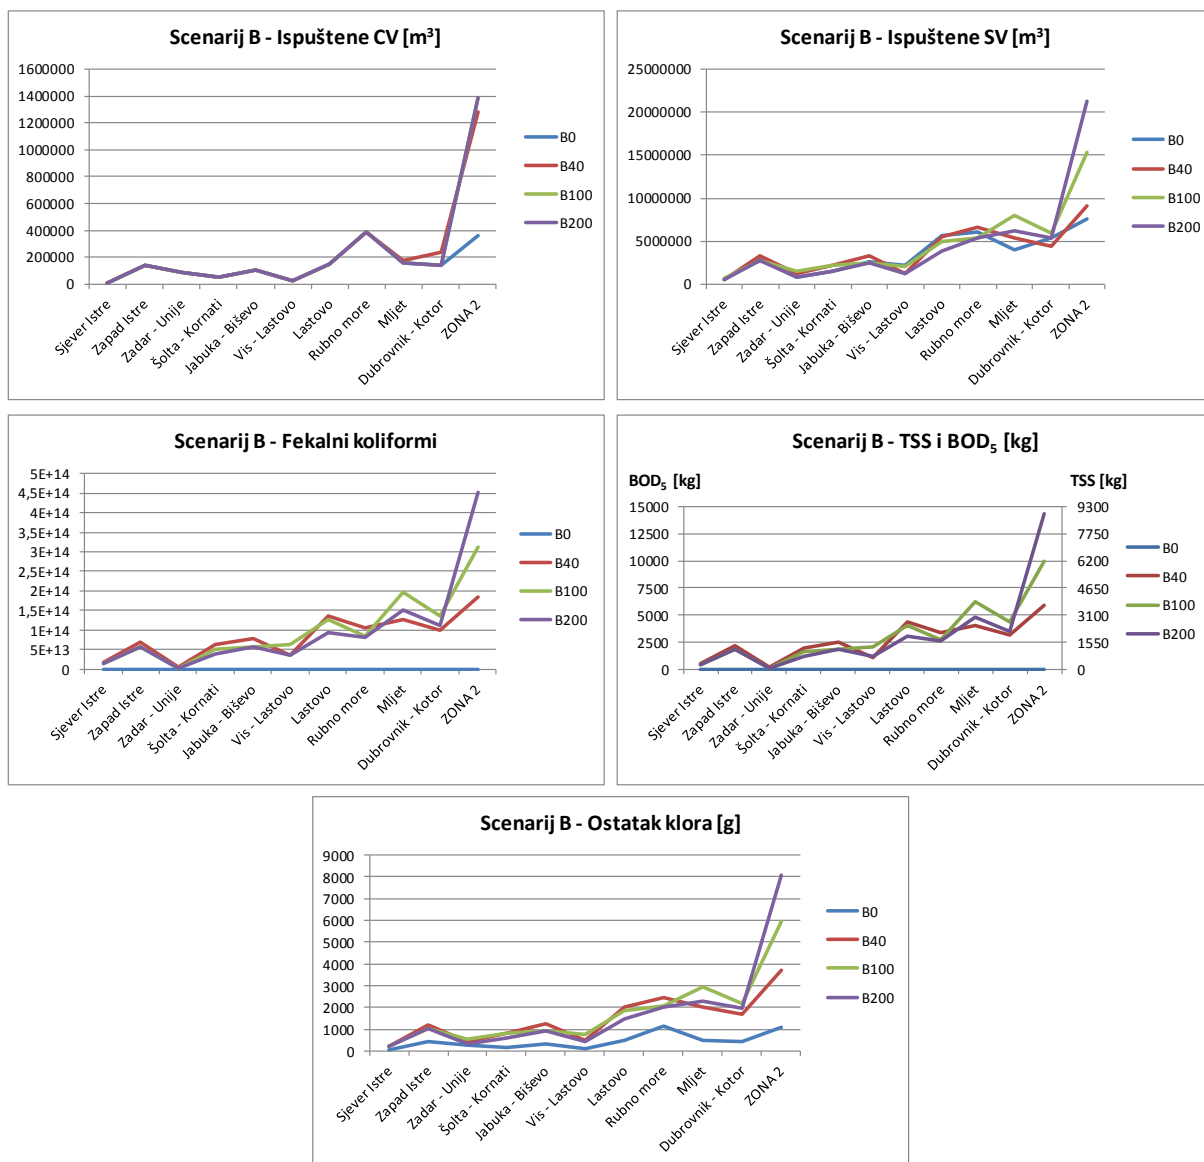 Scenarij B - Ispuštene CV [m³]
1600000
1400000
1200000
1000000
800000
600000
400000
200000
0
Sjever Istre
Zapad Istre
Zadar - Unije
Šolta - Kornati
Jabuka - Biševo
Vis - Lastovo
Lastovo
Rubno more
Mljet
Dubrovnik - Kotor
ZONA 2
B0
B40
B100
B200
Scenarij B - Ispuštene SV [m³]
25000000
20000000
15000000
10000000
5000000
0
Sjever Istre
Zapad Istre
Zadar - Unije
Šolta - Kornati
Jabuka - Biševo
Vis - Lastovo
Lastovo
Rubno more
Mljet
Dubrovnik - Kotor
ZONA 2
B0
B40
B100
B200
Scenarij B - Fekalni koliformi
5E+14
4,5E+14
4E+14
3,5E+14
3E+14
2,5E+14
2E+14
1,5E+14
1E+14
5E+13
0
Sjever Istre
Zapad Istre
Zadar - Unije
Šolta - Kornati
Jabuka - Biševo
Vis - Lastovo
Lastovo
Rubno more
Mljet
Dubrovnik - Kotor
ZONA 2
B0
B40
B100
B200
Scenarij B - TSS i BOD₅ [kg]
BOD₅ [kg]
TSS [kg]
15000
12500
10000
7500
5000
2500
0
9300
7750
6200
4650
3100
1550
0
Sjever Istre
Zapad Istre
Zadar - Unije
Šolta - Kornati
Jabuka - Biševo
Vis - Lastovo
Lastovo
Rubno more
Mljet
Dubrovnik - Kotor
ZONA 2
B0
B40
B100
B200
Scenarij B - Ostatak klora [g]
9000
8000
7000
6000
5000
4000
3000
2000
1000
0
Sjever Istre
Zapad Istre
Zadar - Unije
Šolta - Kornati
Jabuka - Biševo
Vis - Lastovo
Lastovo
Rubno more
Mljet
Dubrovnik - Kotor
ZONA 2
B0
B40
B100
B200